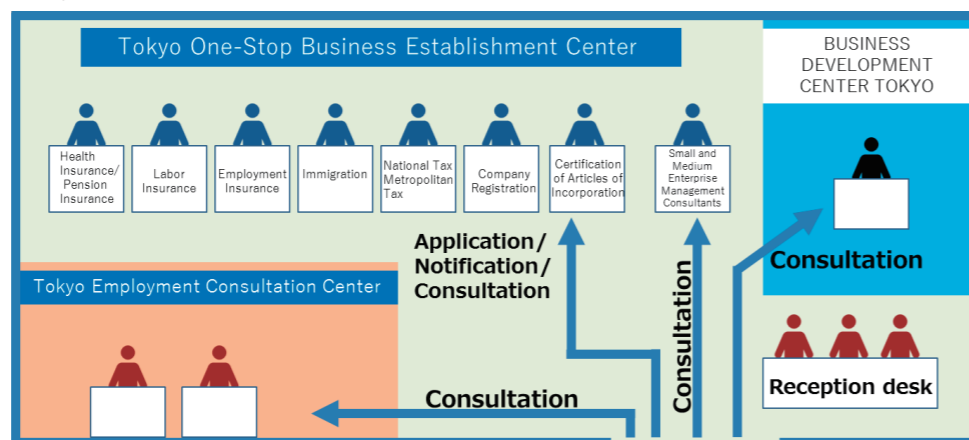 Tokyo One-Stop Business Establishment Center
BUSINESS
DEVELOPMENT
CENTER TOKYO
Health
Insurance/
Pension
Insurance
Labor
Insurance
Employment
Insurance
Immigration
National Tax
Metropolitan
Tax
Company
Registration
Certification
of Articles of
Incorporation
Small and
Medium
Enterprise
Management
Consultants
Application/
Notification/
Consultation
Consultation
Consultation
Tokyo Employment Consultation Center
Consultation
Reception desk